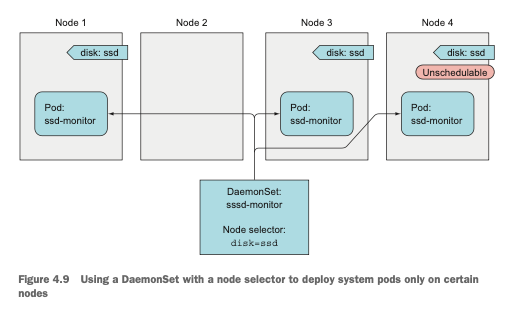 Node 1
Node 2
Node 3
Node 4
disk: ssd
disk: ssd
disk: ssd
Unschedulable
Pod:
ssd-monitor
Pod:
ssd-monitor
Pod:
ssd-monitor
DaemonSet:
sssd-monitor
Node selector:
disk=ssd
Figure 4.9 Using a DaemonSet with a node selector to deploy system pods only on certain
nodes